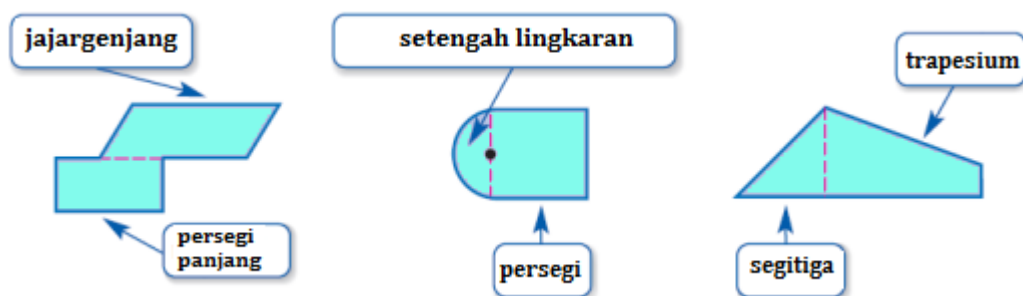 jajargenjang
setengah lingkaran
trapesium
persegi
panjang
persegi
segitiga